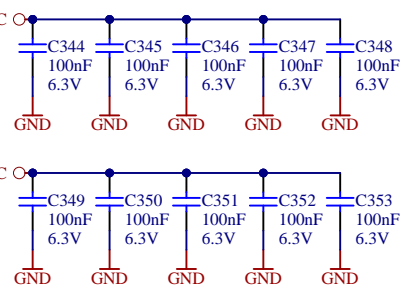 C C344 C345 C346 C347 C348
100nF 100nF 100nF 100nF 100nF
6.3V 6.3V 6.3V 6.3V 6.3V
GND GND GND GND GND
C C349 C350 C351 C352 C353
100nF 100nF 100nF 100nF 100nF
6.3V 6.3V 6.3V 6.3V 6.3V
GND GND GND GND GND